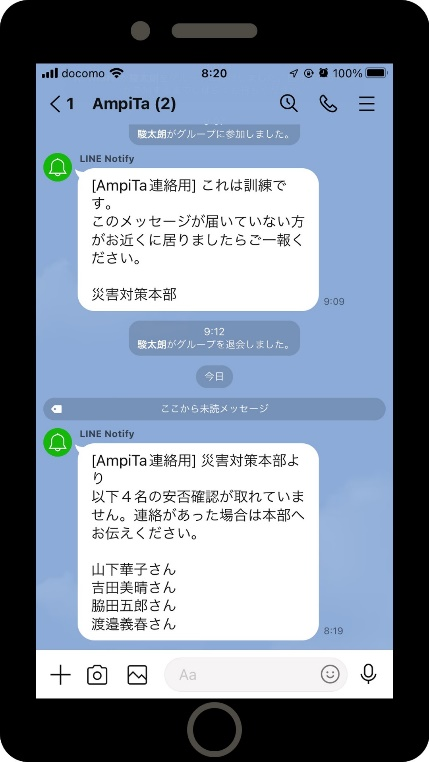 docomo 8:20 100%
1 AmpiTa (2)
駿太朗がグループに参加しました。
LINE Notify
[AmpiTa連絡用] これは訓練で
す。
このメッセージが届いていない方
がお近くに居りましたらご一報く
ださい。
災害対策本部
9:09
9:12
駿太朗がグループを退会しました。
今日
ここから未読メッセージ
LINE Notify
[AmpiTa連絡用] 災害対策本部よ
り
以下４名の安否確認が取れていま
せん。連絡があった場合は本部へ
お伝えください。
山下華子さん
吉田美晴さん
脇田五郎さん
渡邉義春さん
8:19
Aa